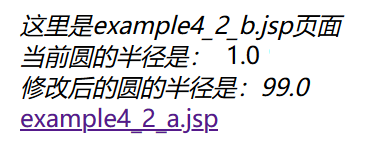 这里是example4_2_b.jsp页面
当前圆的半径是： 1.0
修改后的圆的半径是：99.0
example4_2_a.jsp